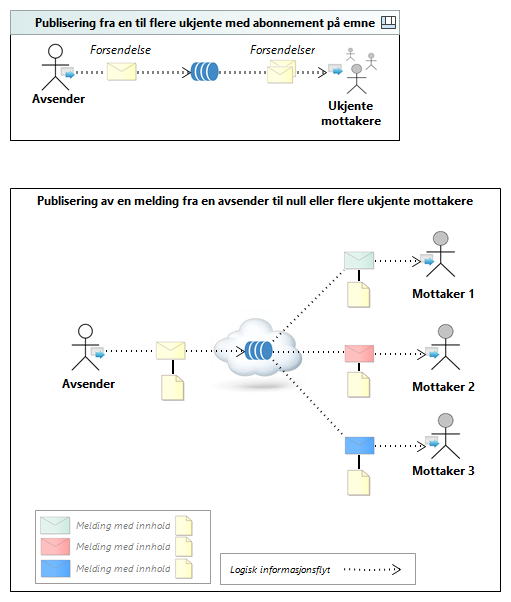 Publisering fra en til flere ukjente med abonnement på emne
Forsendelse
Forsendelser
Avsender
Ukjente
mottakere
Publisering av en melding fra en avsender til null eller flere ukjente mottakere
Mottaker 1
Avsender
Mottaker 2
Mottaker 3
Melding med innhold
Melding med innhold
Melding med innhold
Logisk informasjonsflyt